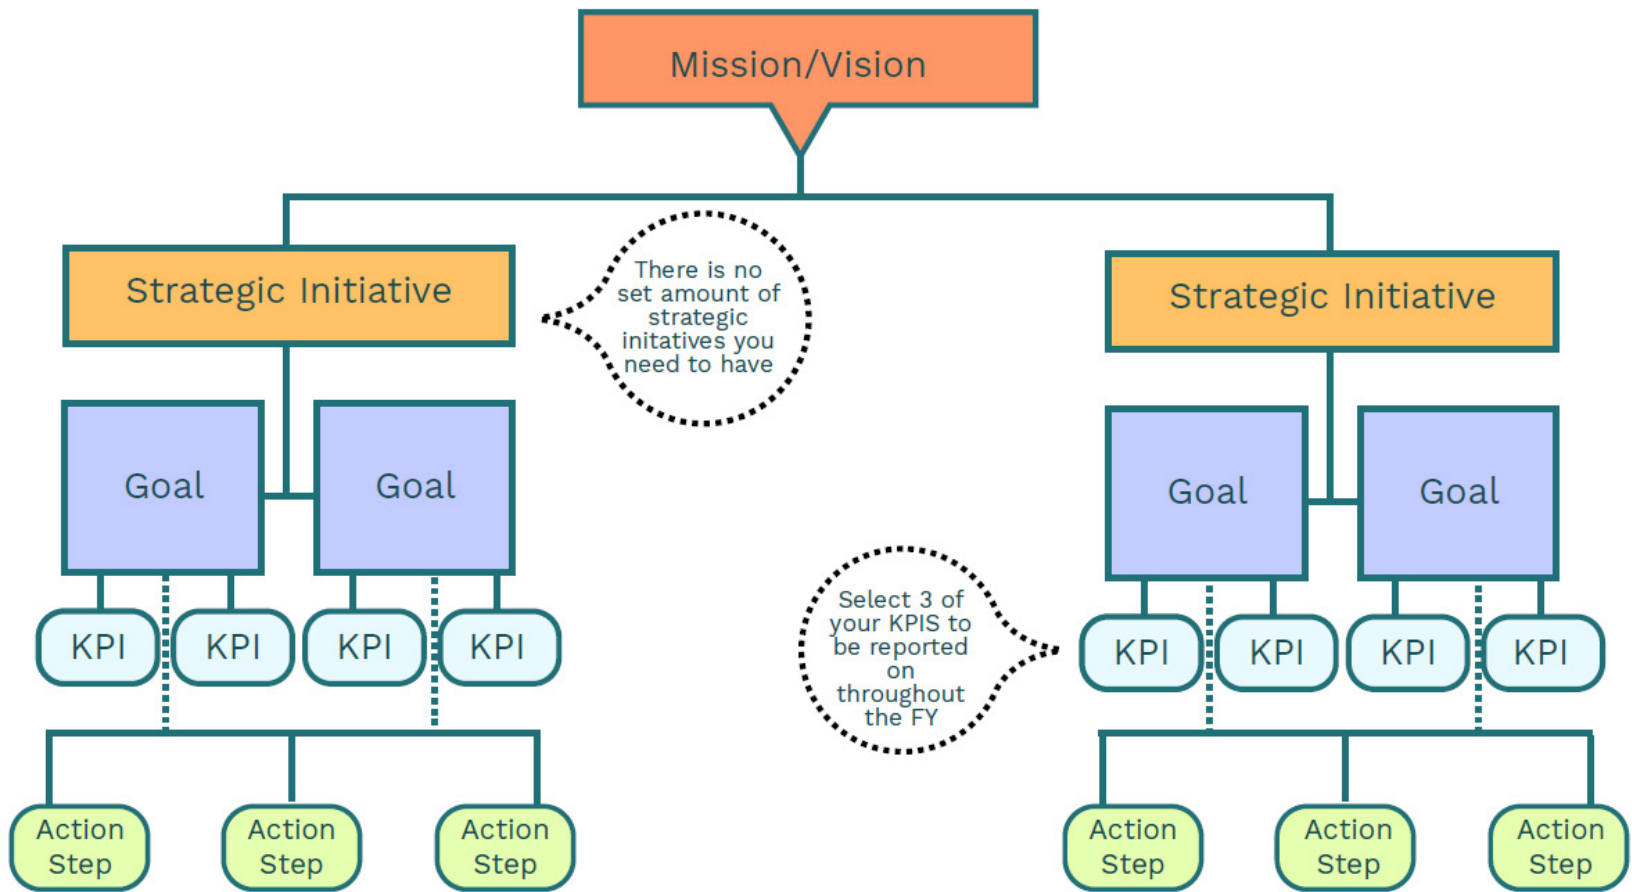 Mission/Vision
Strategic Initiative
There is no
set amount of
strategic
initatives you
need to have
Strategic Initiative
Goal
Goal
Goal
Goal
Select 3 of
your KPIS to
be reported
on
throughout
the FY
KPI
KPI
KPI
KPI
KPI
KPI
KPI
KPI
Action
Step
Action
Step
Action
Step
Action
Step
Action
Step
Action
Step